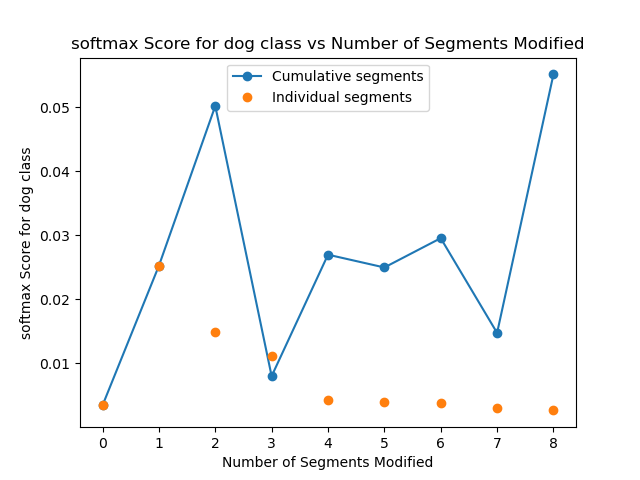 softmax Score for dog class vs Number of Segments Modified
Cumulative segments
Individual segments
softmax Score for dog class
0.05
0.04
0.03
0.02
0.01
0 1 2 3 4 5 6 7 8
Number of Segments Modified